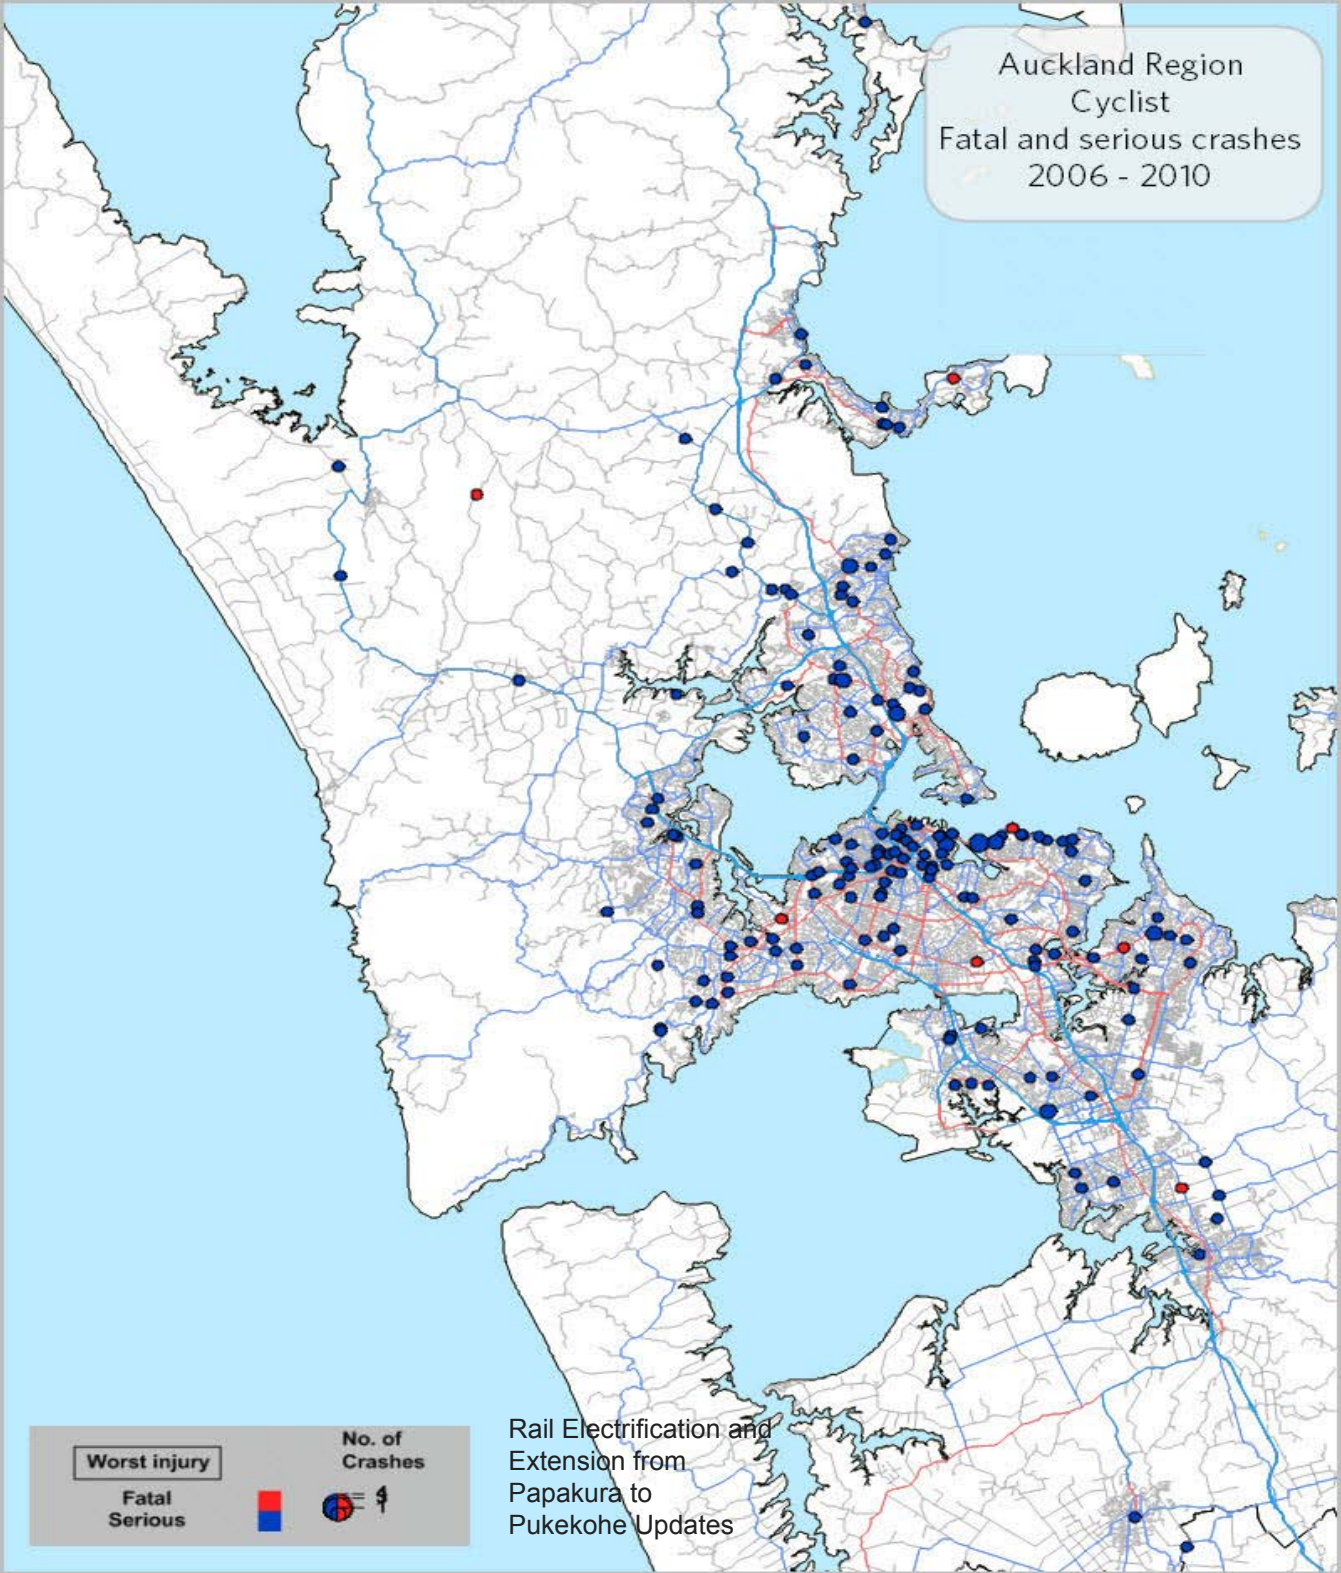 Auckland Region
Cyclist
Fatal and serious crashes
2006 - 2010
Worst injury
No. of
Crashes
Fatal
Serious
Rail Electrification and
Extension from
Papakura to
Pukekohe Updates